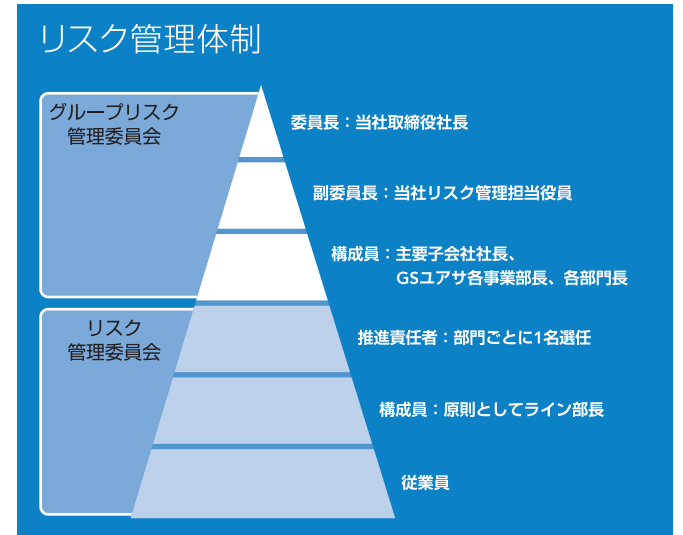 リスク管理体制
グループリスク
管理委員会
委員長：当社取締役社長
副委員長：当社リスク管理担当役員
構成員：主要子会社社長、
GSユアサ各事業部長、各部門長
リスク
管理委員会
推進責任者：部門ごとに1名選任
構成員：原則としてライン部長
従業員